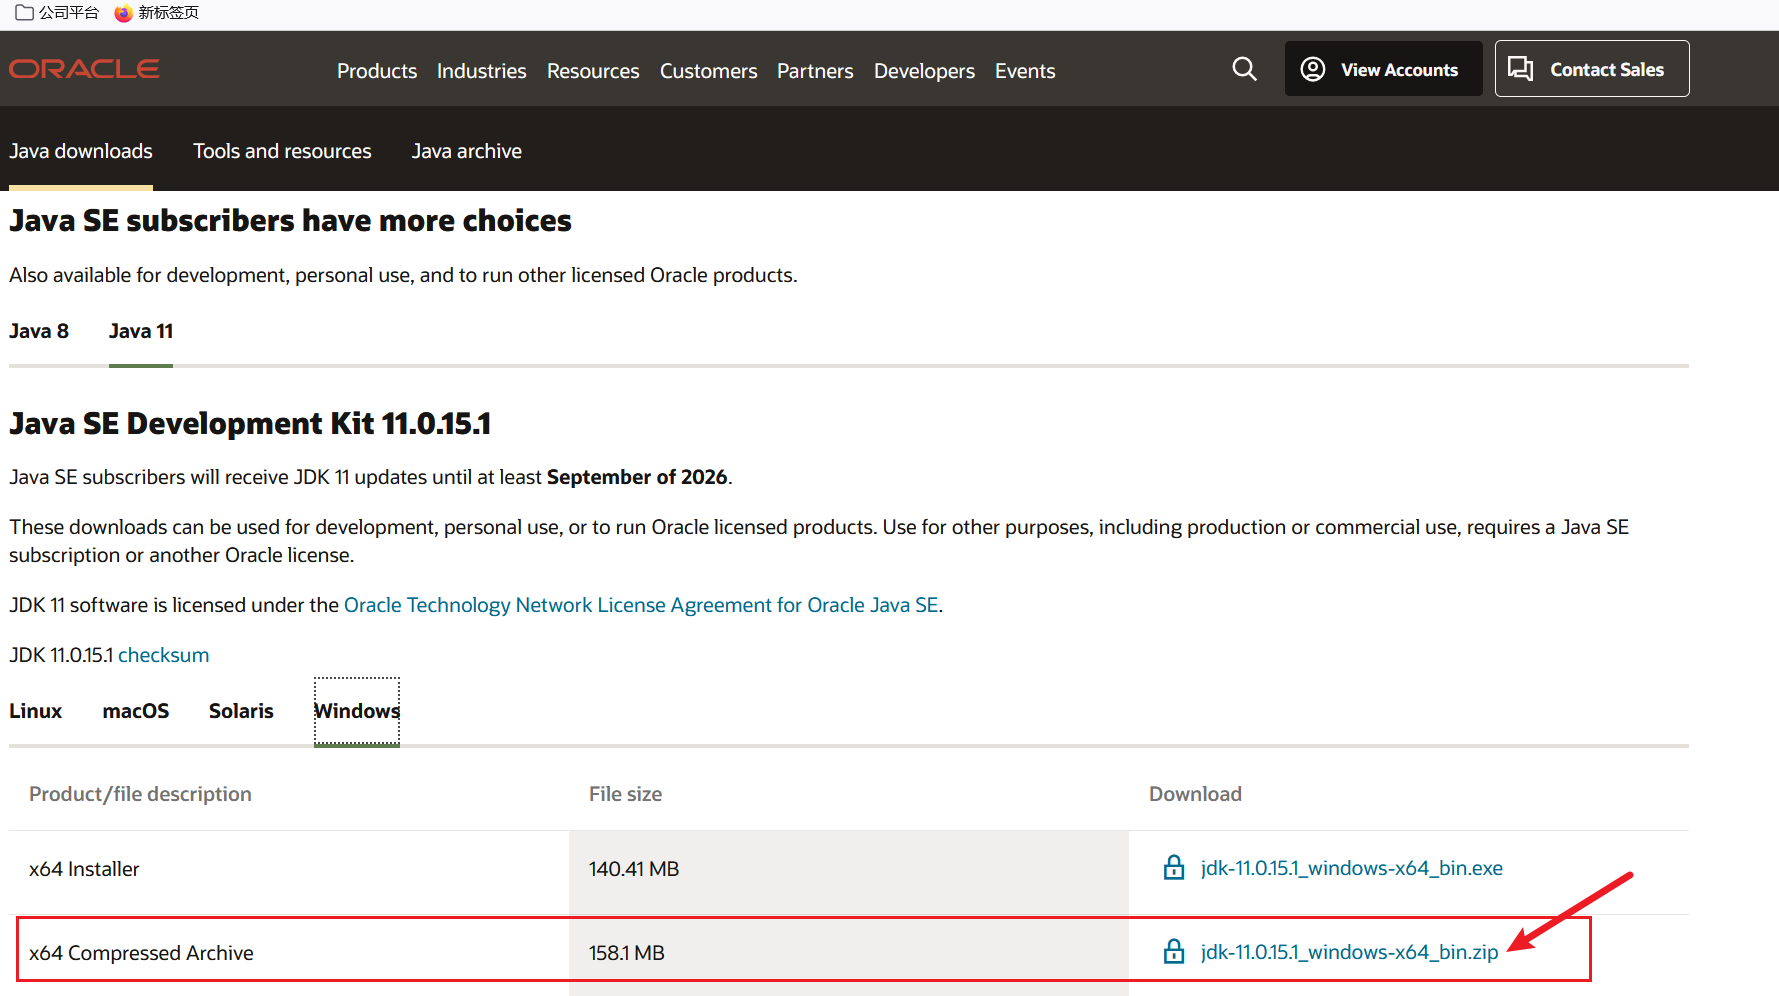 公司平台 新标签页
ORACLE Products Industries Resources Customers Partners Developers Events View Accounts Contact Sales
Java downloads Tools and resources Java archive
Java SE subscribers have more choices
Also available for development, personal use, and to run other licensed Oracle products.
Java 8 Java 11
Java SE Development Kit 11.0.15.1
Java SE subscribers will receive JDK 11 updates until at least September of 2026.
These downloads can be used for development, personal use, or to run Oracle licensed products. Use for other purposes, including production or commercial use, requires a Java SE
subscription or another Oracle license.
JDK 11 software is licensed under the Oracle Technology Network License Agreement for Oracle Java SE.
JDK 11.0.15.1 checksum
Linux macOS Solaris Windows
Product/file description File size Download
x64 Installer 140.41 MB jdk-11.0.15.1_windows-x64_bin.exe
x64 Compressed Archive 158.1 MB jdk-11.0.15.1_windows-x64_bin.zip